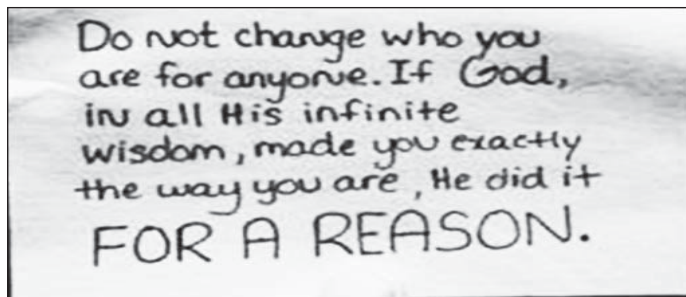 Do not change who you
are for anyone. If God,
in all His infinite
wisdom, made you exactly
the way you are, He did it
FOR A REASON.